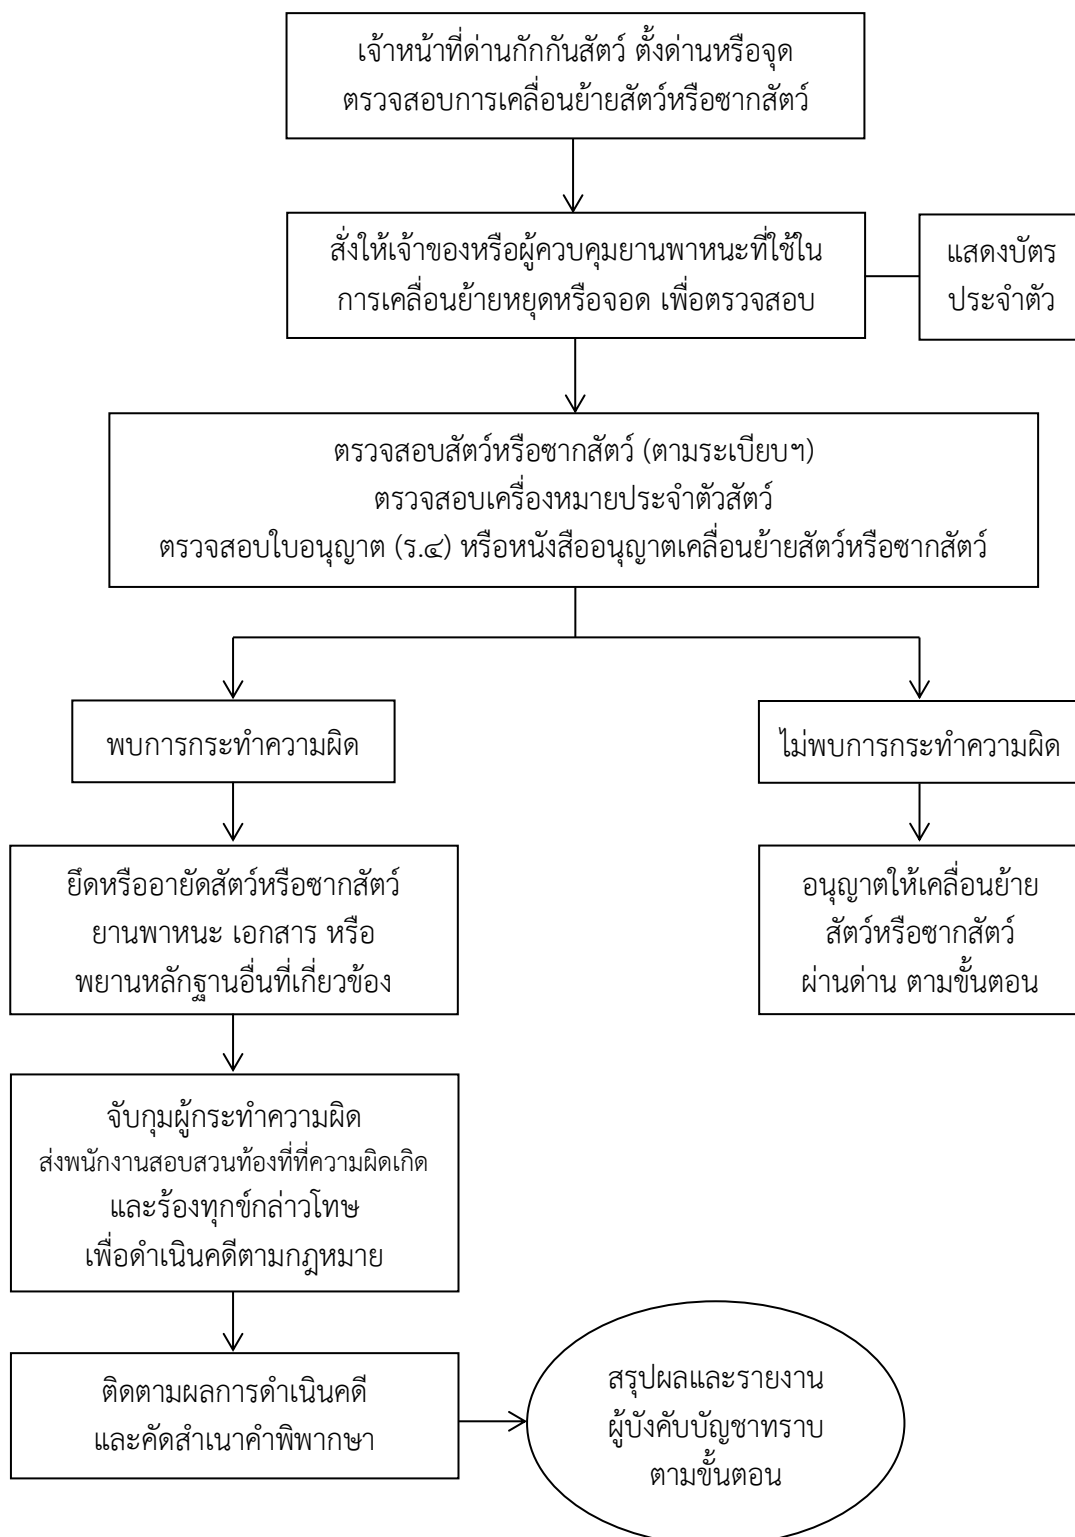 เจ้าหน้าที่ด่านกักกันสัตว์ ตั้งด่านหรือจุด
ตรวจสอบการเคลื่อนย้ายสัตว์หรือซากสัตว์
สั่งให้เจ้าของหรือผู้ควบคุมยานพาหนะที่ใช้ใน
การเคลื่อนย้ายหยุดหรือจอด เพื่อตรวจสอบ
แสดงบัตร
ประจำตัว
ตรวจสอบสัตว์หรือซากสัตว์ (ตามระเบียบฯ)
ตรวจสอบเครื่องหมายประจำตัวสัตว์
ตรวจสอบใบอนุญาต (ร.๔) หรือหนังสืออนุญาตเคลื่อนย้ายสัตว์หรือซากสัตว์
พบการกระทำความผิด
ไม่พบการกระทำความผิด
ยึดหรืออายัดสัตว์หรือซากสัตว์
ยานพาหนะ เอกสาร หรือ
พยานหลักฐานอื่นที่เกี่ยวข้อง
อนุญาตให้เคลื่อนย้าย
สัตว์หรือซากสัตว์
ผ่านด่าน ตามขั้นตอน
จับกุมผู้กระทำความผิด
ส่งพนักงานสอบสวนท้องที่ที่ความผิดเกิด
และร้องทุกข์กล่าวโทษ
เพื่อดำเนินคดีตามกฎหมาย
ติดตามผลการดำเนินคดี
และคัดสำเนาคำพิพากษา
สรุปผลและรายงาน
ผู้บังคับบัญชาทราบ
ตามขั้นตอน